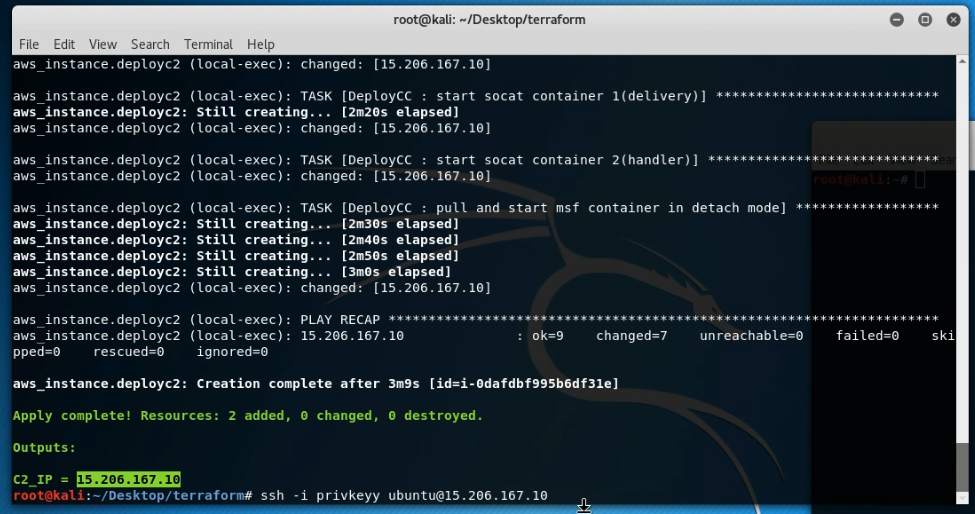 root@kali: ~/Desktop/terraform
File Edit View Search Terminal Help
aws_instance.deployc2 (local-exec): changed: [15.206.167.10]
aws_instance.deployc2 (local-exec): TASK [DeployCC : start socat container 1(delivery)] ****************************
aws_instance.deployc2: Still creating... [2m20s elapsed]
aws_instance.deployc2 (local-exec): changed: [15.206.167.10]
aws_instance.deployc2 (local-exec): TASK [DeployCC : start socat container 2(handler)] *****************************
aws_instance.deployc2 (local-exec): changed: [15.206.167.10]
aws_instance.deployc2 (local-exec): TASK [DeployCC : pull and start msf container in detach mode] ******************
aws_instance.deployc2: Still creating... [2m30s elapsed]
aws_instance.deployc2: Still creating... [2m40s elapsed]
aws_instance.deployc2: Still creating... [2m50s elapsed]
aws_instance.deployc2: Still creating... [3m0s elapsed]
aws_instance.deployc2 (local-exec): changed: [15.206.167.10]
aws_instance.deployc2 (local-exec): PLAY RECAP *********************************************************************
aws_instance.deployc2 (local-exec): 15.206.167.10 : ok=9 changed=7 unreachable=0 failed=0 ski
pped=0 rescued=0 ignored=0
aws_instance.deployc2: Creation complete after 3m9s [id=i-0dafdbf995b6df31e]
Apply complete! Resources: 2 added, 0 changed, 0 destroyed.
Outputs:
C2_IP = 15.206.167.10
root@kali:~/Desktop/terraform# ssh -i privkeyy ubuntu@15.206.167.10
root@kali:~#